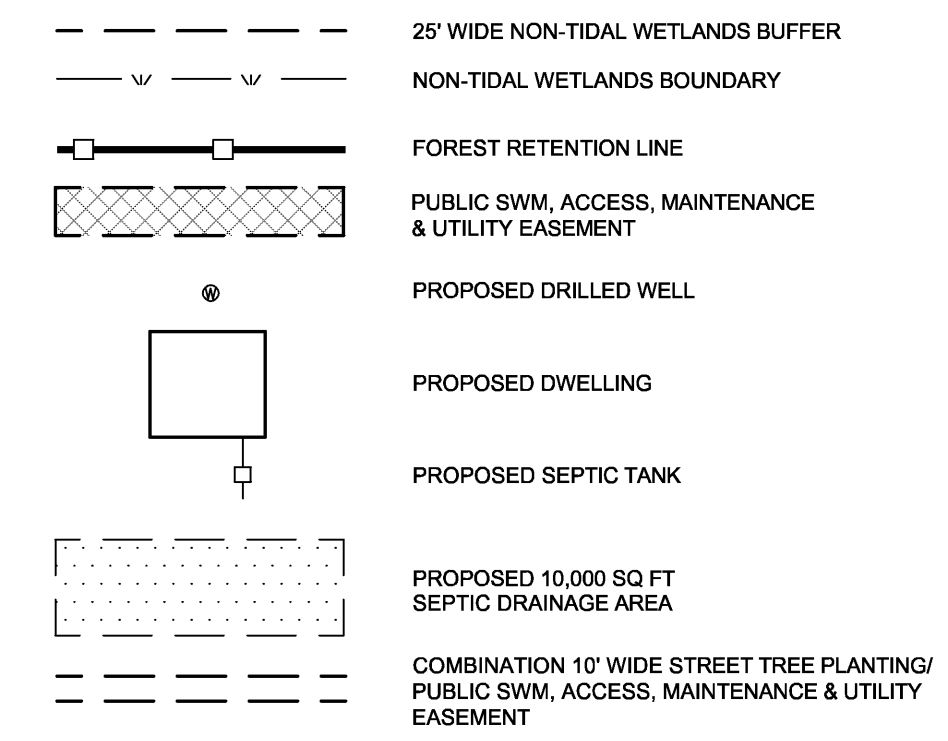 25' WIDE NON-TIDAL WETLANDS BUFFER
NON-TIDAL WETLANDS BOUNDARY
FOREST RETENTION LINE
PUBLIC SWM, ACCESS, MAINTENANCE
& UTILITY EASEMENT
W
PROPOSED DRILLED WELL
PROPOSED DWELLING
PROPOSED SEPTIC TANK
PROPOSED 10,000 SQ FT
SEPTIC DRAINAGE AREA
COMBINATION 10' WIDE STREET TREE PLANTING/
PUBLIC SWM, ACCESS, MAINTENANCE & UTILITY
EASEMENT